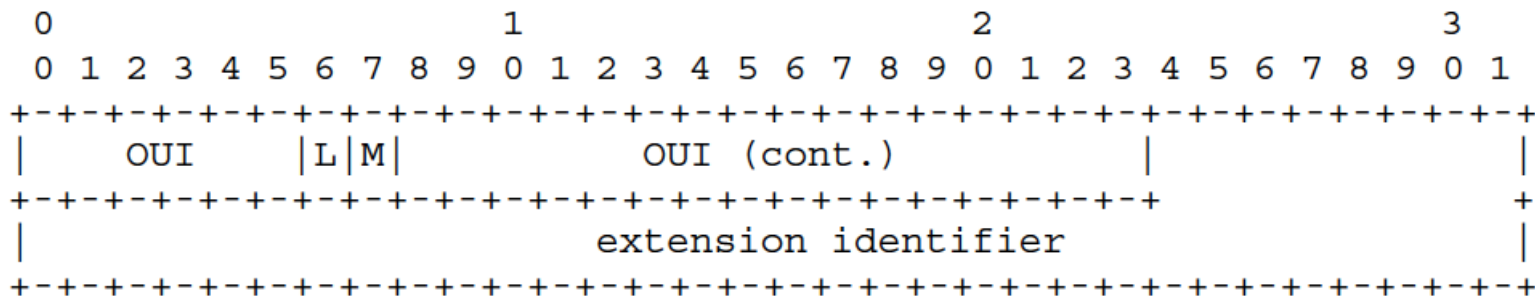 0                   1                   2                   3
 0 1 2 3 4 5 6 7 8 9 0 1 2 3 4 5 6 7 8 9 0 1 2 3 4 5 6 7 8 9 0 1
+-+-+-+-+-+-+-+-+-+-+-+-+-+-+-+-+-+-+-+-+-+-+-+-+-+-+-+-+-+-+-+-+
|    OUI    |L|M|          OUI (cont.)          |               |
+-+-+-+-+-+-+-+-+-+-+-+-+-+-+-+-+-+-+-+-+-+-+-+-+               +
|                        extension identifier                   |
+-+-+-+-+-+-+-+-+-+-+-+-+-+-+-+-+-+-+-+-+-+-+-+-+-+-+-+-+-+-+-+-+